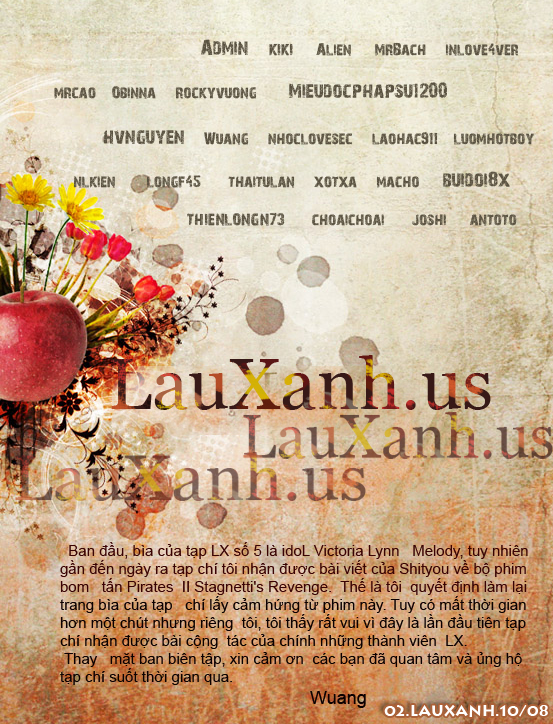 Admin kiki Alien mrBach inlove4ver
mrcao Obinna rockyvuong mieudocphapsu1200
hvnguyen Wuang nhoclovesec laohac911 luomhotboy
nlkien longf45 thaitulan xotxa macho buidoi8x
thienlongn73 choaichoai joshi antoto
LauXanh.us
LauXanh.us
LauXanh.us
Ban đầu, bìa của tạp LX số 5 là idoL Victoria Lynn Melody, tuy nhiên
gần đến ngày ra tạp chí tôi nhận được bài viết của Shityou về bộ phim
bom tấn Pirates II Stagnetti's Revenge. Thế là tôi quyết định làm lại
trang bìa của tạp chí lấy cảm hứng từ phim này. Tuy có mất thời gian
hơn một chút nhưng riêng tôi, tôi thấy rất vui vì đây là lần đầu tiên tạp
chí nhận được bài cộng tác của chính những thành viên LX.
Thay mặt ban biên tập, xin cảm ơn các bạn đã quan tâm và ủng hộ
tạp chí suốt thời gian qua.
Wuang
02.LAUXANH.10/08